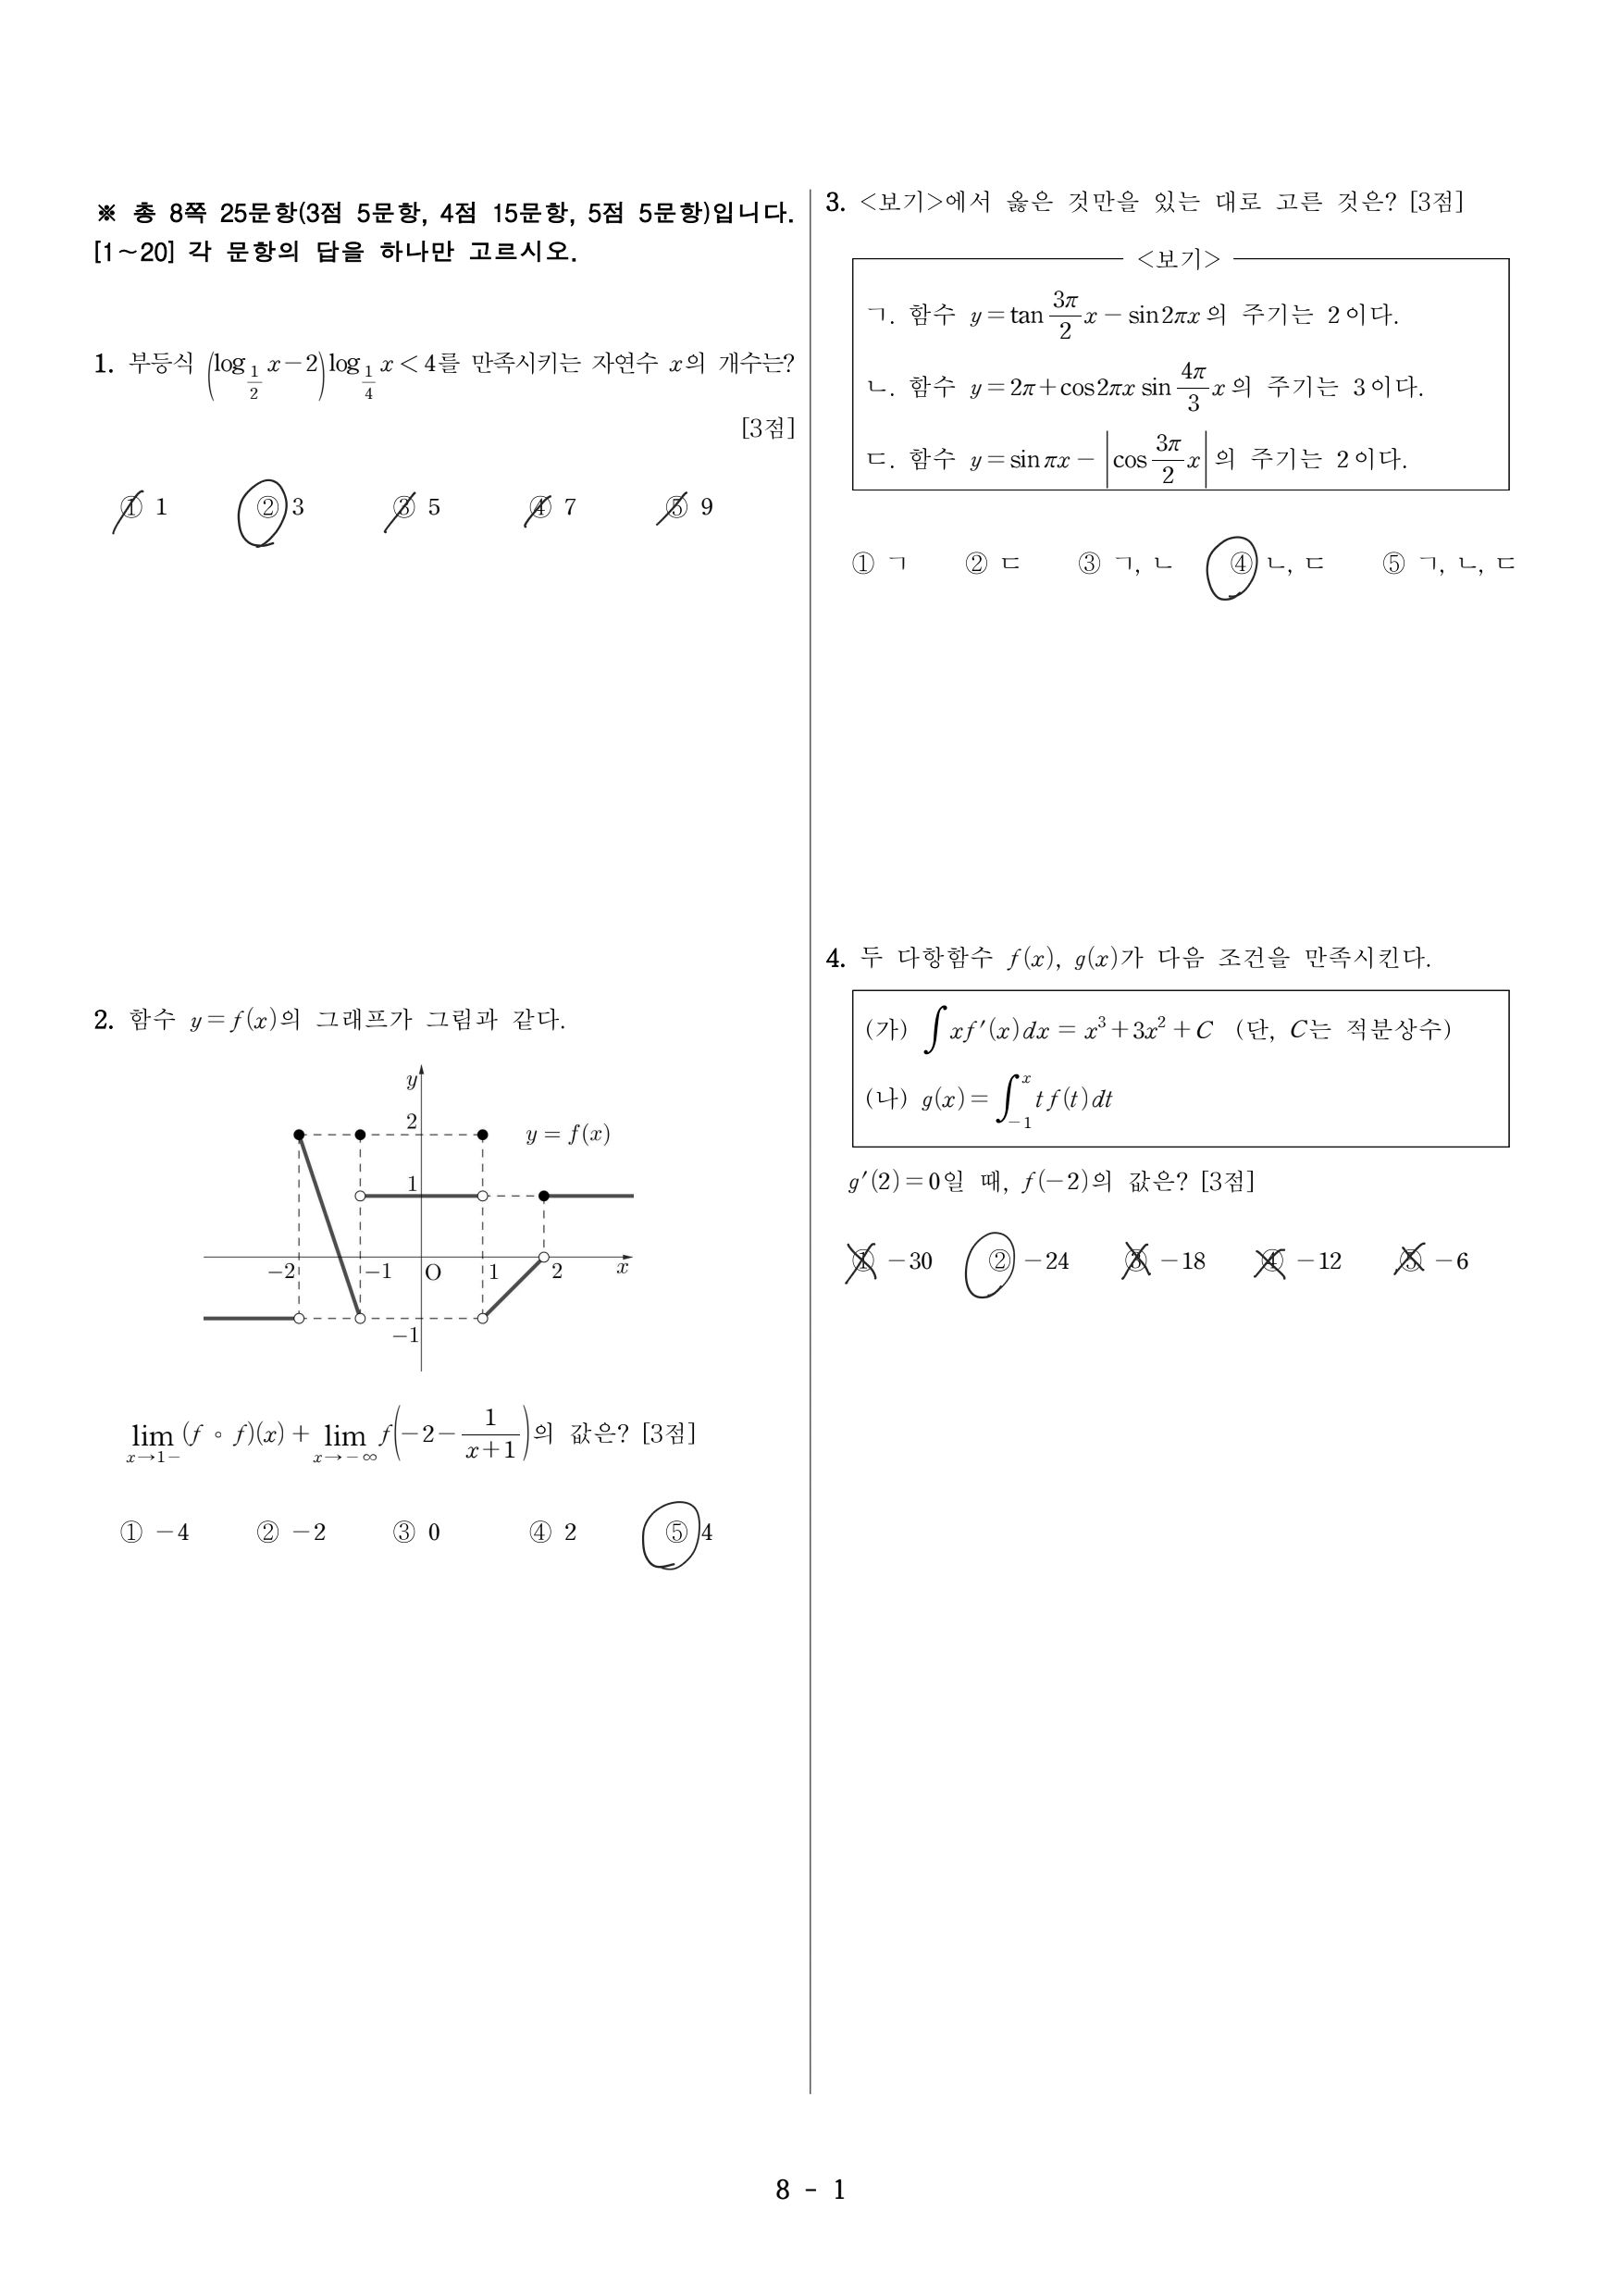 ※ 총 8쪽 25문항(3점 5문항, 4점 15문항, 5점 5문항)입니다.
[1~20] 각 문항의 답을 하나만 고르시오.
1. 부등식 $\left(\log_{\frac{1}{2}}x-2\right)\log_{\frac{1}{4}}x<4$를 만족시키는 자연수 $x$의 개수는?
[3점]
① 1 ② 3 ③ 5 ④ 7 ⑤ 9
2. 함수 $y=f(x)$의 그래프가 그림과 같다.
y
2
y = f(x)
1
−2 −1 O 1 2 x
−1
$\lim_{x\to 1-}(f\circ f)(x)+\lim_{x\to -\infty}f\left(-2-\frac{1}{x+1}\right)$의 값은? [3점]
① −4 ② −2 ③ 0 ④ 2 ⑤ 4
3. <보기>에서 옳은 것만을 있는 대로 고른 것은? [3점]
<보기>
ㄱ. 함수 $y=\tan\frac{3\pi}{2}x-\sin 2\pi x$의 주기는 2이다.
ㄴ. 함수 $y=2\pi+\cos 2\pi x\sin\frac{4\pi}{3}x$의 주기는 3이다.
ㄷ. 함수 $y=\sin\pi x-\left|\cos\frac{3\pi}{2}x\right|$의 주기는 2이다.
① ㄱ ② ㄷ ③ ㄱ, ㄴ ④ ㄴ, ㄷ ⑤ ㄱ, ㄴ, ㄷ
4. 두 다항함수 $f(x)$, $g(x)$가 다음 조건을 만족시킨다.
(가) $\int xf'(x)dx=x^3+3x^2+C$ (단, $C$는 적분상수)
(나) $g(x)=\int_{-1}^{x}tf(t)dt$
$g'(2)=0$일 때, $f(-2)$의 값은? [3점]
① −30 ② −24 ③ −18 ④ −12 ⑤ −6
8 - 1